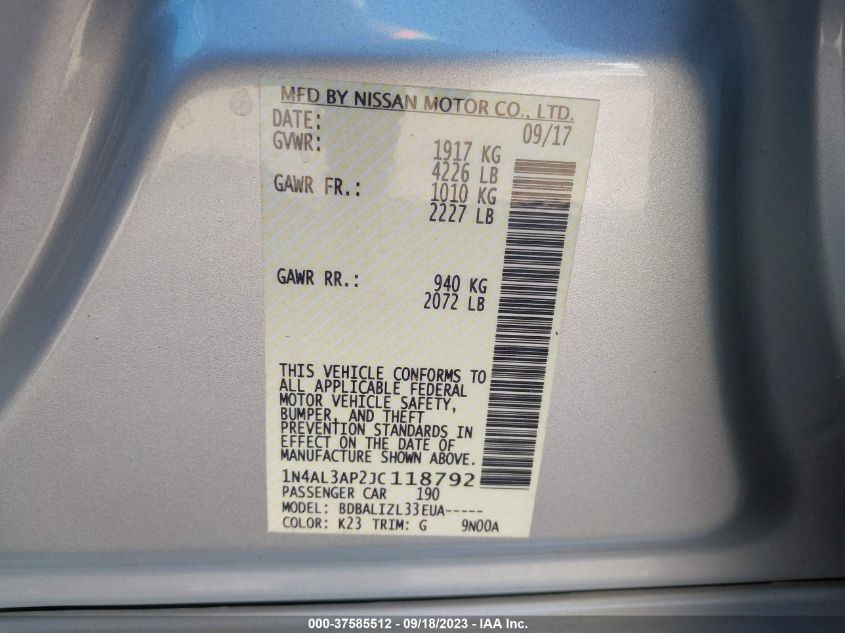 MFD BY NISSAN MOTOR CO., LTD.
DATE: 09/17
GVWR: 1917 KG
4226 LB
GAWR FR.: 1010 KG
2227 LB
GAWR RR.: 940 KG
2072 LB
THIS VEHICLE CONFORMS TO
ALL APPLICABLE FEDERAL
MOTOR VEHICLE SAFETY,
BUMPER, AND THEFT
PREVENTION STANDARDS IN
EFFECT ON THE DATE OF
MANUFACTURE SHOWN ABOVE.
1N4AL3AP2JC118792
PASSENGER CAR 190
MODEL: BDBALIZL33EUA-----
COLOR: K23 TRIM: G 9N00A
000-37585512 - 09/18/2023 - IAA Inc.